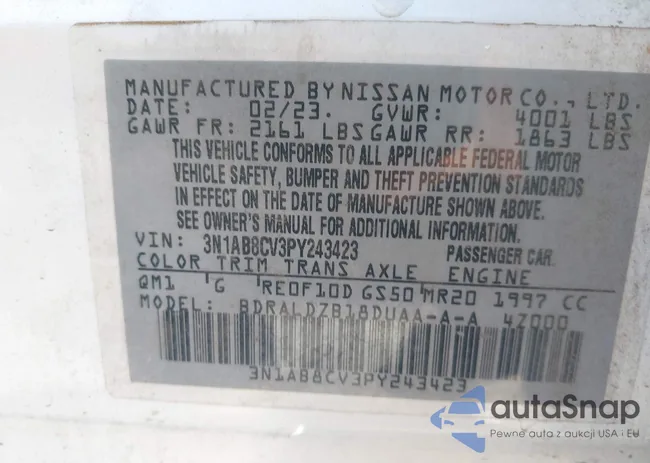 MANUFACTURED BY NISSAN MOTOR CO., LTD.
DATE: 02/23. GVWR: 4001 LBS
GAWR FR: 2161 LBS GAWR RR: 1863 LBS
THIS VEHICLE CONFORMS TO ALL APPLICABLE FEDERAL MOTOR
VEHICLE SAFETY, BUMPER AND THEFT PREVENTION STANDARDS
IN EFFECT ON THE DATE OF MANUFACTURE SHOWN ABOVE.
SEE OWNER'S MANUAL FOR ADDITIONAL INFORMATION.
VIN: 3N1AB8CV3PY243423 PASSENGER CAR
COLOR TRIM TRANS AXLE ENGINE
QM1 G RE0F10D GS50 MR20 1997 CC
MODEL: BDRALDZB18DUAA-A-A 4Z000
3N1AB8CV3PY243423
autaSnap
Pewne auta z aukcji USA i EU